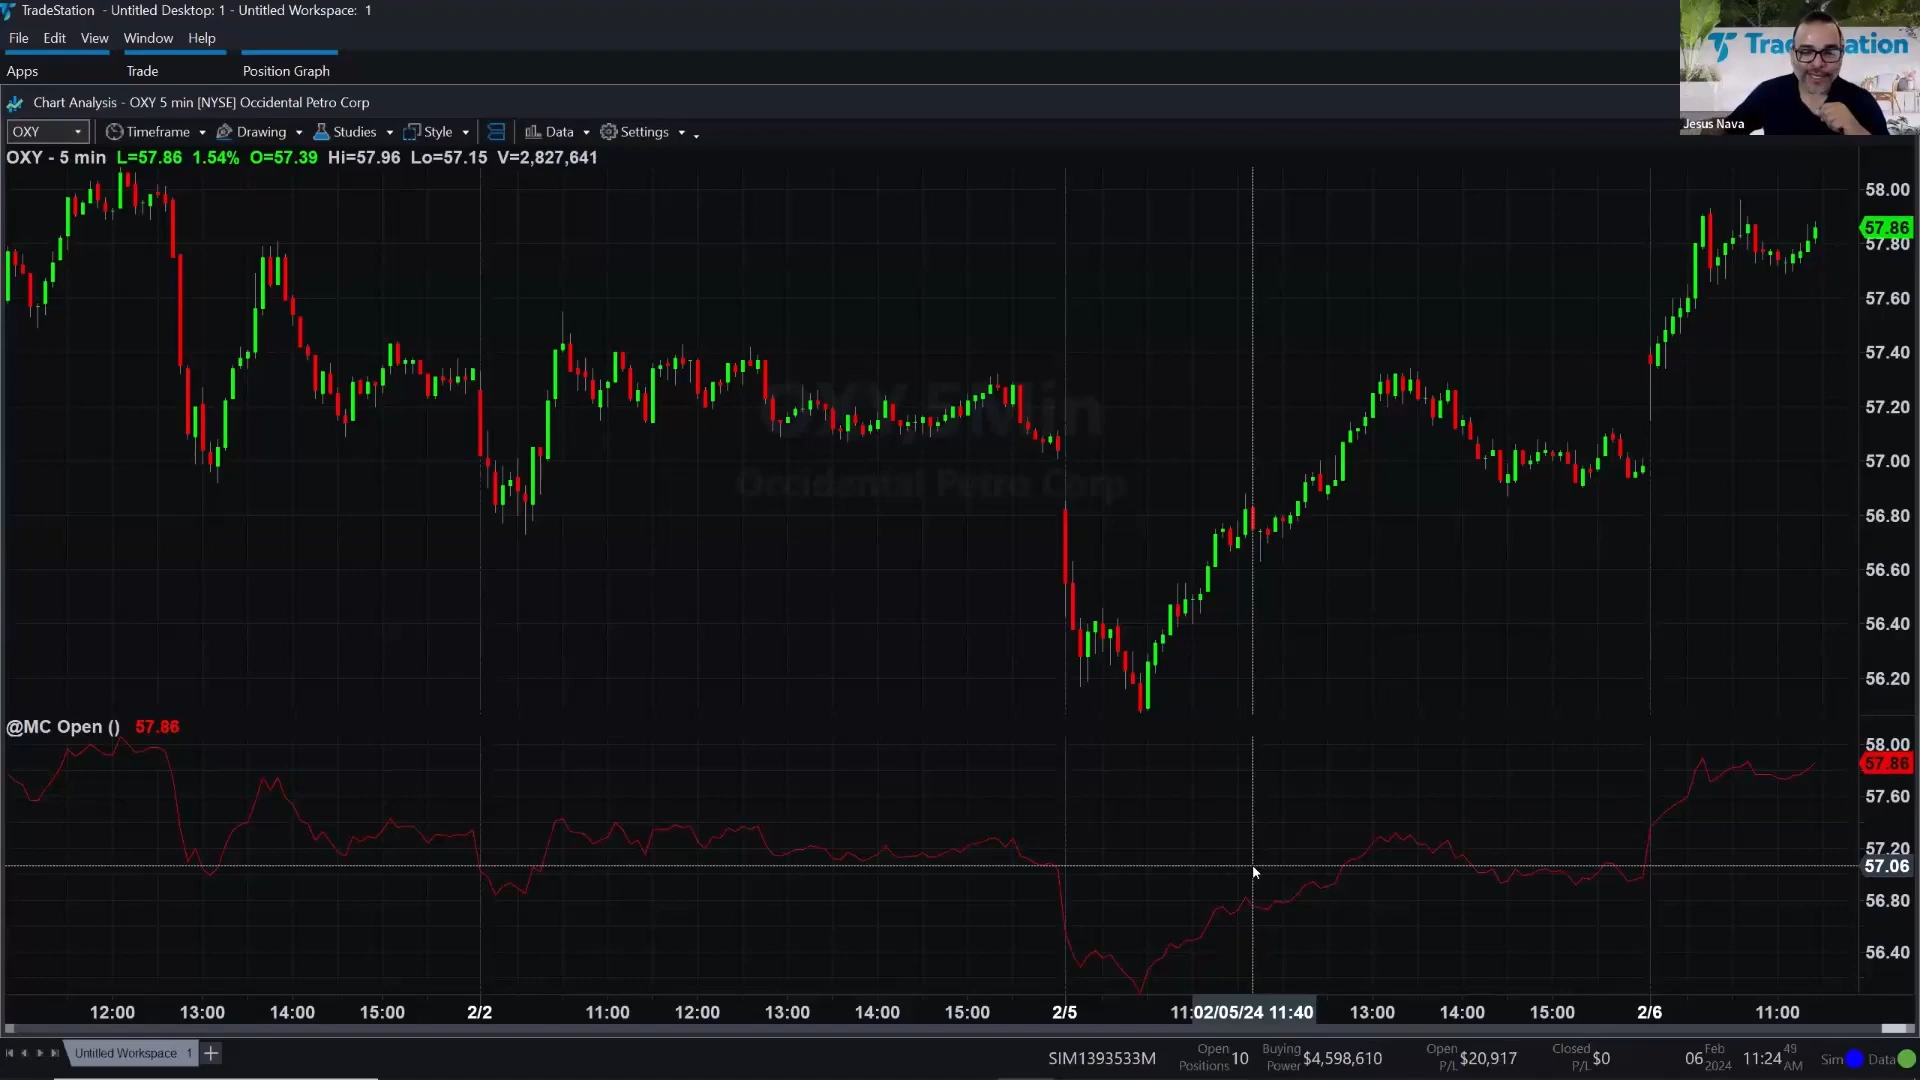 TradeStation - Untitled Desktop: 1 - Untitled Workspace: 1
File Edit View Window Help
Apps Trade Position Graph
Jesus Nava
Chart Analysis - OXY 5 min [NYSE] Occidental Petro Corp
OXY Timeframe Drawing Studies Style Data Settings
OXY - 5 min L=57.86 1.54% O=57.39 Hi=57.96 Lo=57.15 V=2,827,641
58.00
57.86
57.80
57.60
57.40
57.20
57.00
56.80
56.60
56.40
56.20
OXY 5Min
Occidental Petro Corp
@MC Open () 57.86
58.00
57.86
57.60
57.20
57.06
56.80
56.40
12:00 13:00 14:00 15:00 2/2 11:00 12:00 13:00 14:00 15:00 2/5 11:0 02/05/24 11:40 13:00 14:00 15:00 2/6 11:00
Untitled Workspace 1
SIM1393533M Open Positions 10 Buying Power $4,598,610 Open P/L $20,917 Closed P/L $0 06 Feb 2024 11:24 49 AM Sim Data